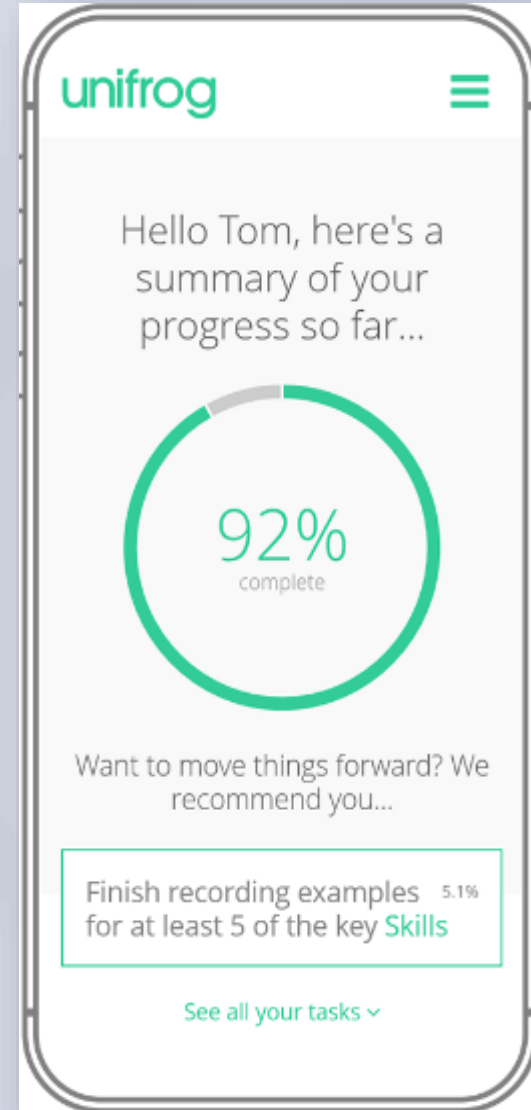 unifrog
Hello Tom, here's a
summary of your
progress so far...
92%
complete
Want to move things forward? We
recommend you...
Finish recording examples 5.1%
for at least 5 of the key Skills
See all your tasks